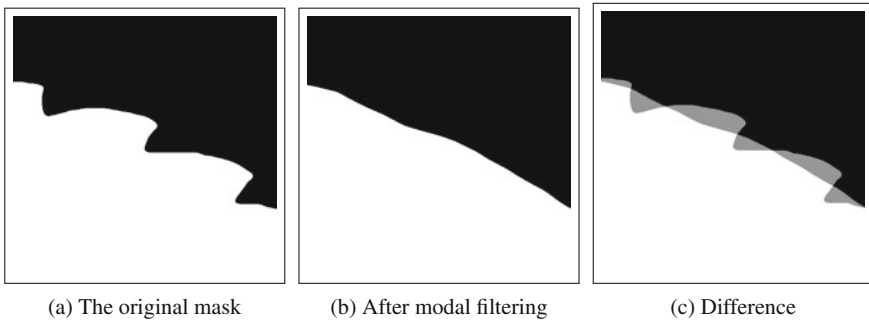 (a) The original mask
(b) After modal filtering
(c) Difference